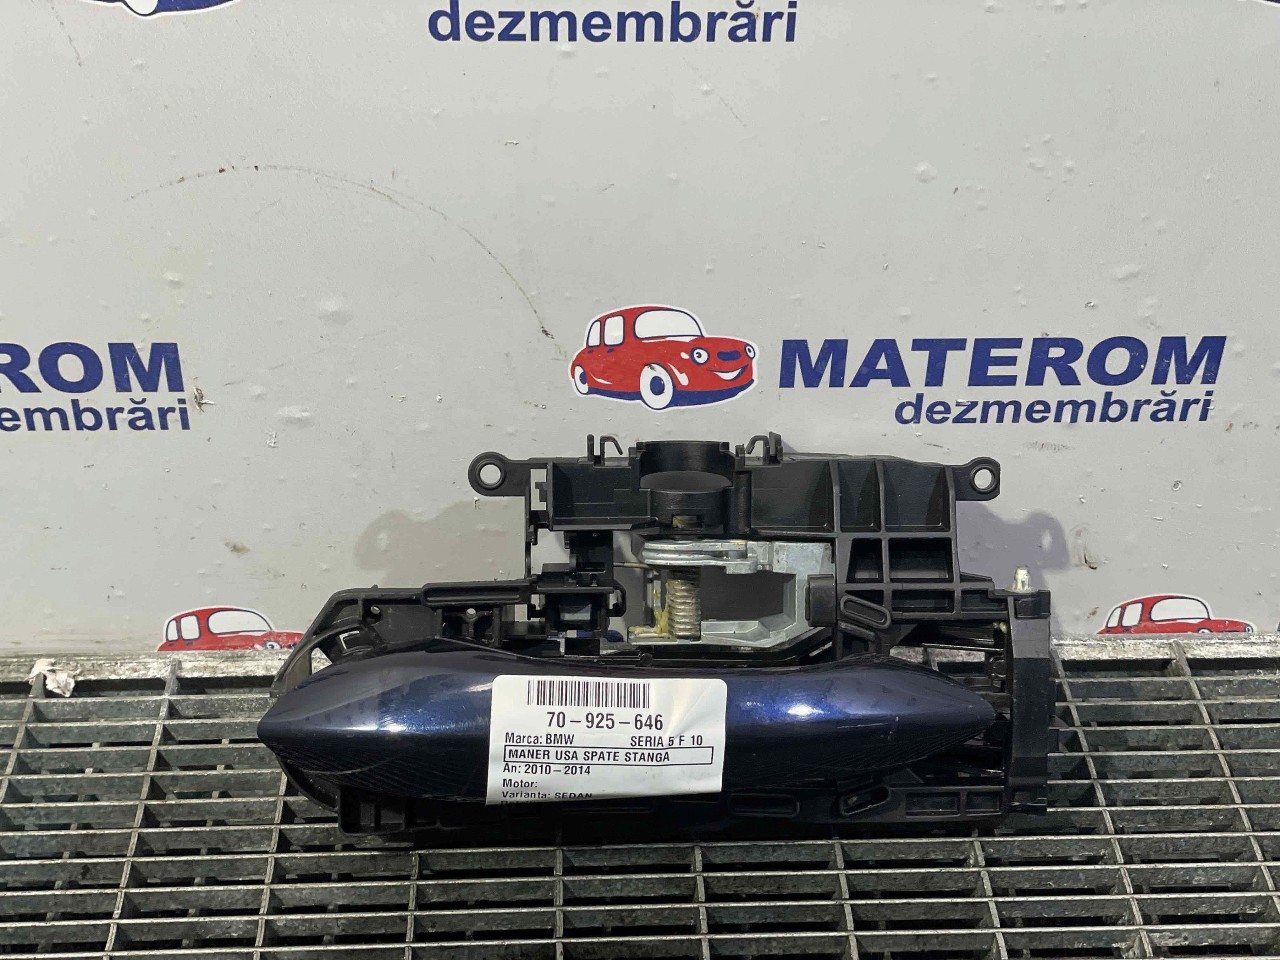 dezmembrări
MATEROM
dezmembrări
ROM
membrări
70-925-646
Marca: BMW SERIA 5 F 10
MANER USA SPATE STANGA
An: 2010-2014
Motor:
Varianta: SEDAN